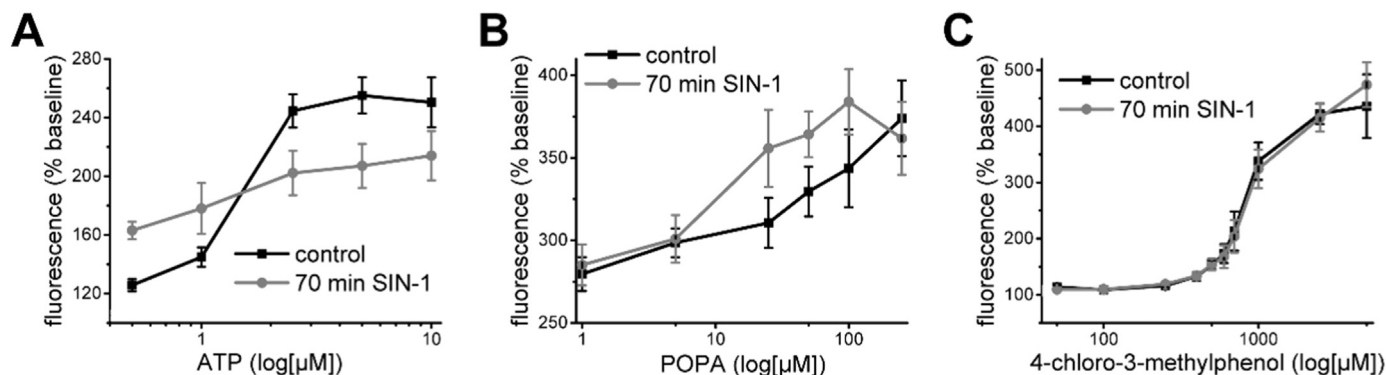 A
fluorescence (% baseline)
280
240
200
160
120
control
70 min SIN-1
1
10
ATP (log[µM])
B
fluorescence (% baseline)
400
350
300
250
control
70 min SIN-1
1
10
100
POPA (log[µM])
C
fluorescence (% baseline)
500
400
300
200
100
control
70 min SIN-1
100
1000
4-chloro-3-methylphenol (log[µM])